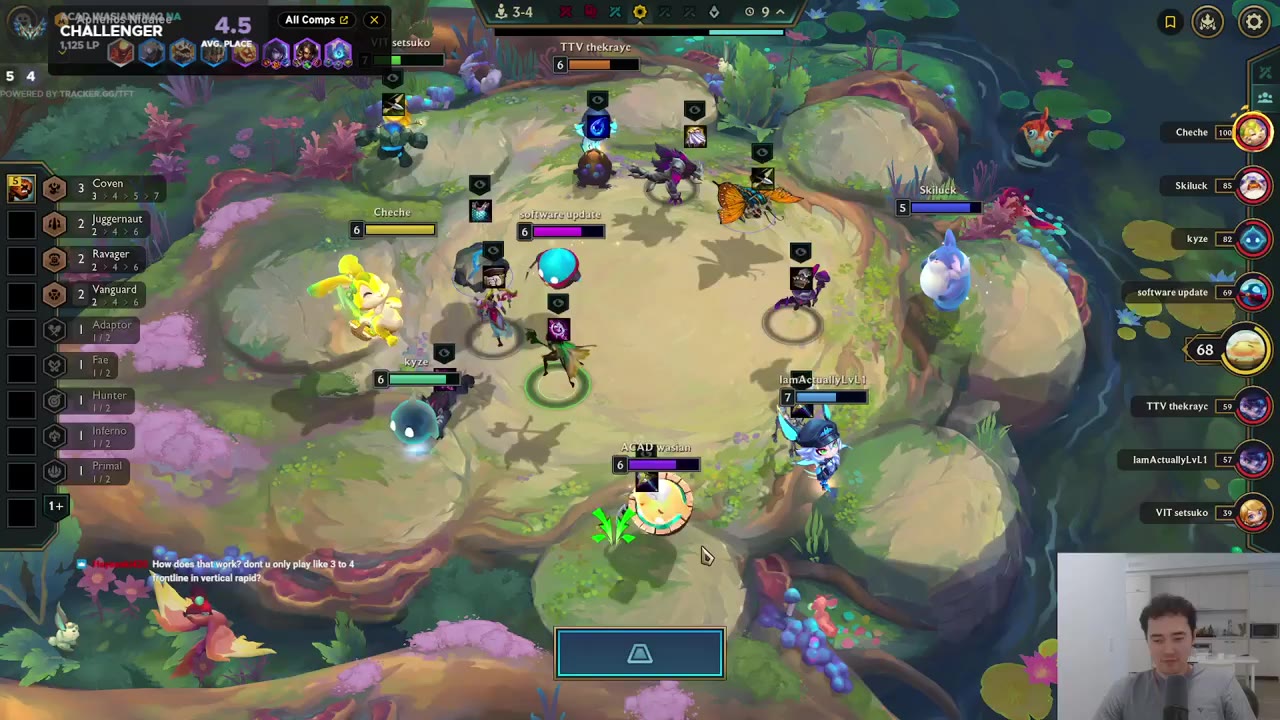 CHALLENGER
1,125 LP
4.5
AVG. PLACE
All Comps
5 4
POWERED BY TRACKER.GG/TFT
3-4
9
setsuko
7
TTV thekrayc
6
Cheche
6
software update
6
Skiluck
5
kyze
6
IamActuallyLvL1
7
ACAD wasian
6
3 Coven
3 > 4 > 5 > 7
2 Juggernaut
2 > 4 > 6
2 Ravager
2 > 4 > 6
2 Vanguard
2 > 4 > 6
1 Adaptor
1 / 2
1 Fae
1 / 2
1 Hunter
1 / 2
1 Inferno
1 / 2
1 Primal
1 / 2
1+
How does that work? dont u only play like 3 to 4
frontline in vertical rapid?
Cheche 100
Skiluck 85
kyze 82
software update 69
68
TTV thekrayc 59
IamActuallyLvL1 57
VIT setsuko 39